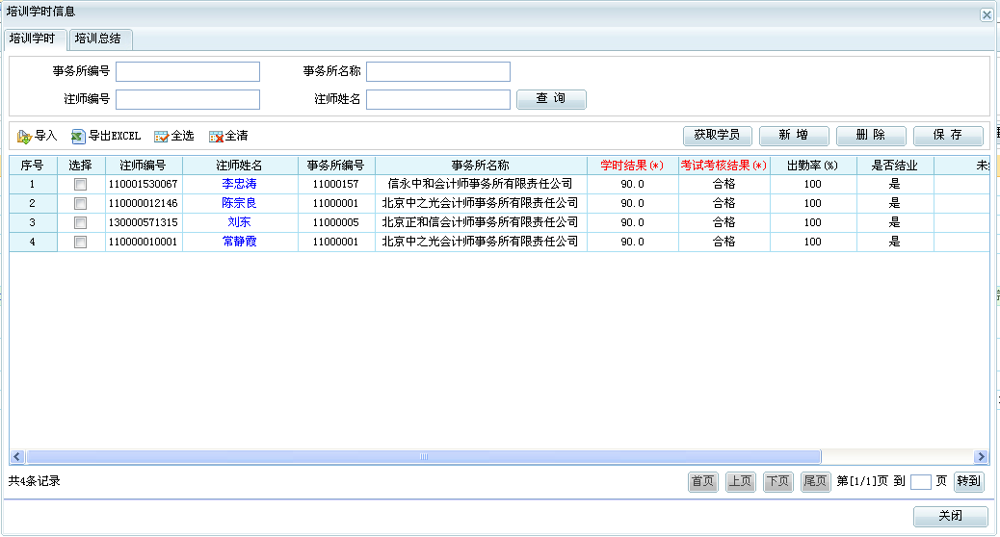 培训学时信息
培训学时 培训总结
事务所编号 事务所名称
注师编号 注师姓名 查 询
导入 导出EXCEL 全选 全清 获取学员 新 增 删 除 保 存
序号 选择 注师编号 注师姓名 事务所编号 事务所名称 学时结果(*) 考试考核结果(*) 出勤率(%) 是否结业
1 110001530067 李忠涛 11000157 信永中和会计师事务所有限责任公司 90.0 合格 100 是
2 110000012146 陈宗良 11000001 北京中之光会计师事务所有限责任公司 90.0 合格 100 是
3 130000571315 刘东 11000005 北京正和信会计师事务所有限责任公司 90.0 合格 100 是
4 110000010001 常静霞 11000001 北京中之光会计师事务所有限责任公司 90.0 合格 100 是
共4条记录 首页 上页 下页 尾页 第[1/1]页 到 页 转到
关闭